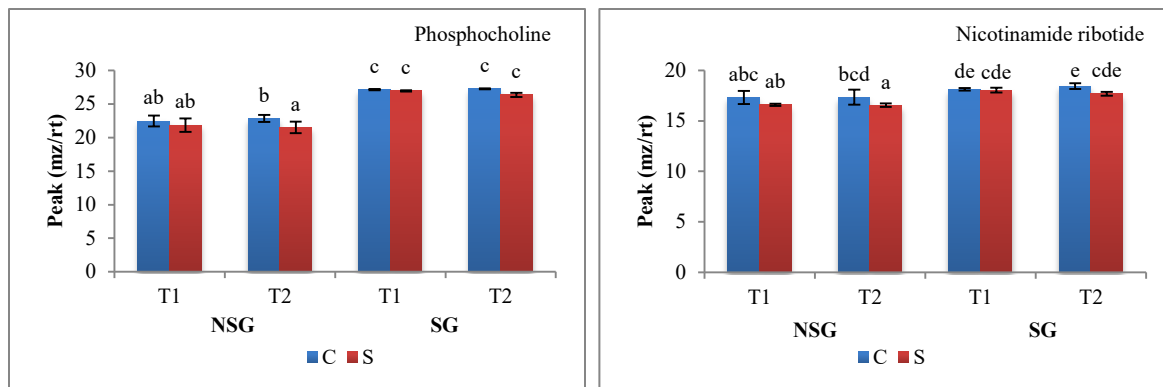 Phosphocholine
30
25
20
15
10
5
0
Peak (mz/rt)
ab ab b a c c c c
T1 T2 T1 T2
NSG SG
C S
Nicotinamide ribotide
20
15
10
5
0
Peak (mz/rt)
abc ab bcd a de cde e cde
T1 T2 T1 T2
NSG SG
C S